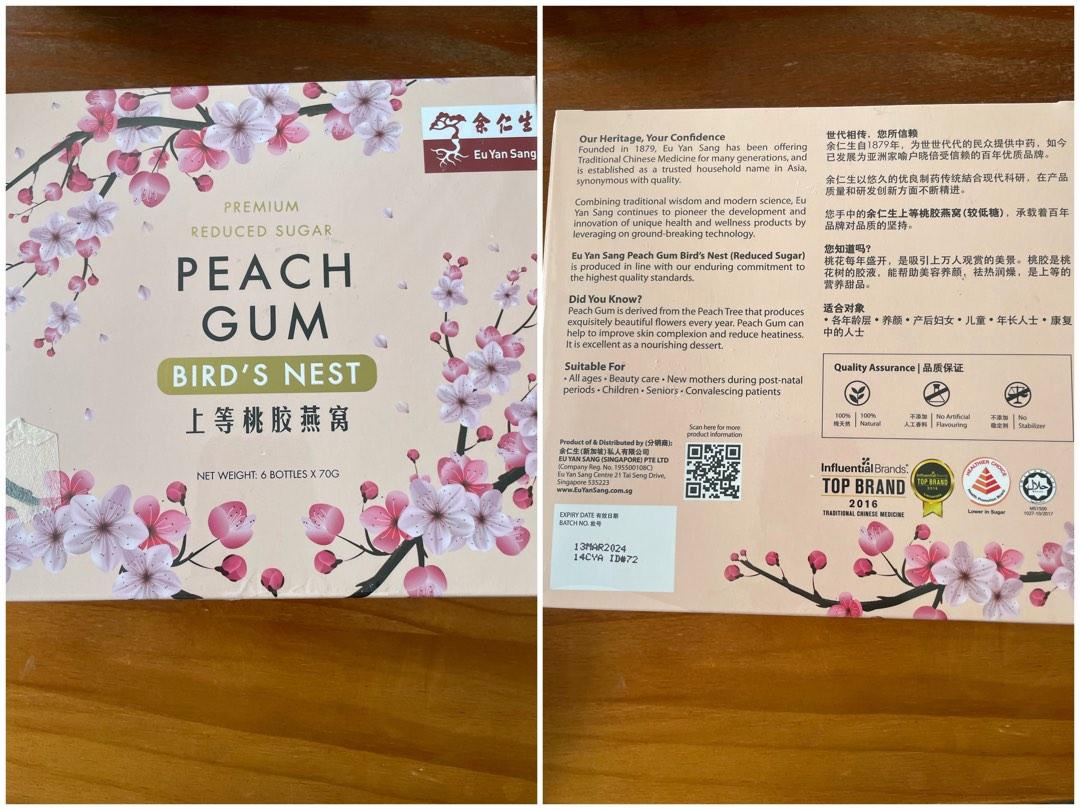 余仁生
Eu Yan Sang
PREMIUM
REDUCED SUGAR
PEACH
GUM
BIRD'S NEST
上等桃胶燕窝
NET WEIGHT: 6 BOTTLES X 70G
Our Heritage, Your Confidence
Founded in 1879, Eu Yan Sang has been offering
Traditional Chinese Medicine for many generations, and
is established as a trusted household name in Asia,
synonymous with quality.
Combining traditional wisdom and modern science, Eu
Yan Sang continues to pioneer the development and
innovation of unique health and wellness products by
leveraging on ground-breaking technology.
Eu Yan Sang Peach Gum Bird's Nest (Reduced Sugar)
is produced in line with our enduring commitment to
the highest quality standards.
Did You Know?
Peach Gum is derived from the Peach Tree that produces
exquisitely beautiful flowers every year. Peach Gum can
help to improve skin complexion and reduce heatiness.
It is excellent as a nourishing dessert.
Suitable For
• All ages • Beauty care • New mothers during post-natal
periods • Children • Seniors • Convalescing patients
Product of & Distributed by (分销商):
余仁生(新加坡)私人有限公司
EU YAN SANG (SINGAPORE) PTE LTD
(Company Reg. No. 195500108C)
Eu Yan Sang Centre 21 Tai Seng Drive,
Singapore 535223
www.EuYanSang.com.sg
Scan here for more
product information
EXPIRY DATE 有效日期
BATCH NO. 批号
13MAR2024
14CYA ID#72
世代相传，您所信赖
余仁生自1879年，为世世代代的民众提供中药，如今
已发展为亚洲家喻户晓倍受信赖的百年优质品牌。
余仁生以悠久的优良制药传统结合现代科研，在产品
质量和研发创新方面不断精进。
您手中的余仁生上等桃胶燕窝(较低糖)，承载着百年
品牌对品质的坚持。
您知道吗?
桃花每年盛开，是吸引上万人观赏的美景。桃胶是桃
花树的胶液，能帮助美容养颜、祛热润燥，是上等的
营养甜品。
适合对象
• 各年龄层 • 养颜 • 产后妇女 • 儿童 • 年长人士 • 康复
中的人士
Quality Assurance | 品质保证
100% 纯天然 | 100% Natural
不添加 人工香料 | No Artificial Flavouring
不添加 稳定剂 | No Stabilizer
Influential Brands
TOP BRAND
2016
TRADITIONAL CHINESE MEDICINE
TOP BRAND
2016
HEALTHIER CHOICE
Health Promotion Board
Lower in Sugar
حلال
MS1500
1027-10/2017